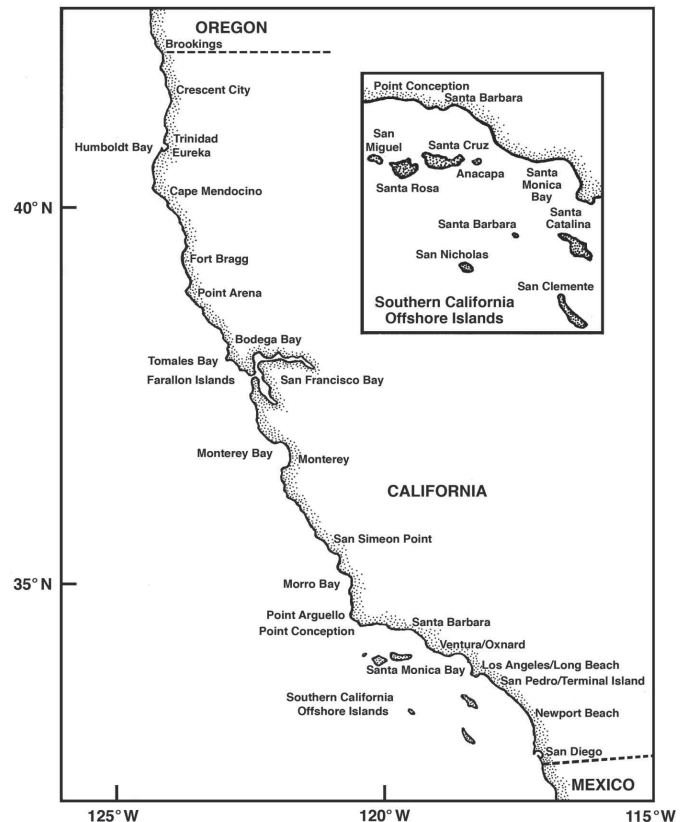 OREGON
Brookings
Crescent City
Humboldt Bay
Trinidad
Eureka
Cape Mendocino
40° N
Fort Bragg
Point Arena
Bodega Bay
Tomales Bay
Farallon Islands
San Francisco Bay
Monterey Bay
Monterey
CALIFORNIA
San Simeon Point
35° N
Morro Bay
Point Arguello
Point Conception
Santa Barbara
Ventura/Oxnard
Santa Monica Bay
Los Angeles/Long Beach
San Pedro/Terminal Island
Southern California
Offshore Islands
Newport Beach
San Diego
MEXICO
125° W
120° W
115° W
Point Conception
Santa Barbara
San
Miguel
Santa Cruz
Santa Rosa
Anacapa
Santa
Monica
Bay
Santa Barbara
Santa
Catalina
San Nicholas
San Clemente
Southern California
Offshore Islands